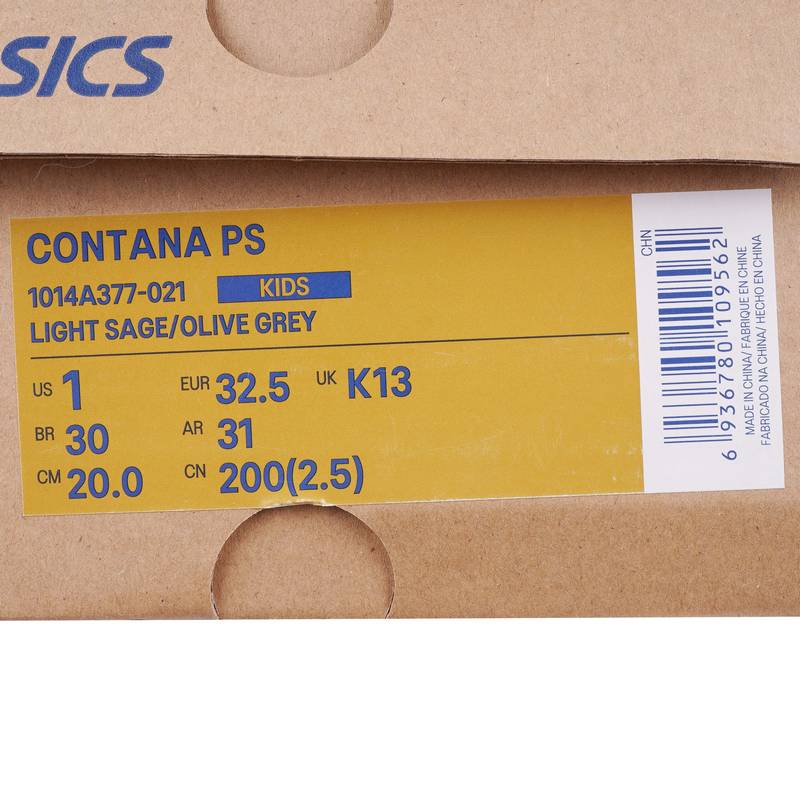 SICS
CONTANA PS
1014A377-021 KIDS
LIGHT SAGE/OLIVE GREY
US 1 EUR 32.5 UK K13
BR 30 AR 31
CM 20.0 CN 200(2.5)
CHN
6 936780 109562
MADE IN CHINA/ FABRIQUE EN CHINE
FABRICADO NA CHINA/ HECHO EN CHINA